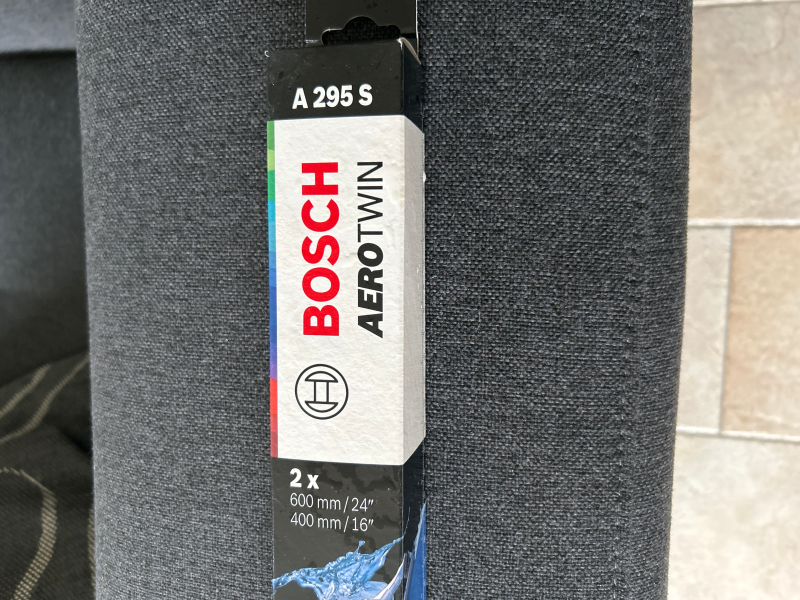 A 295 S
BOSCH
AEROTWIN
2 x
600 mm / 24"
400 mm / 16"